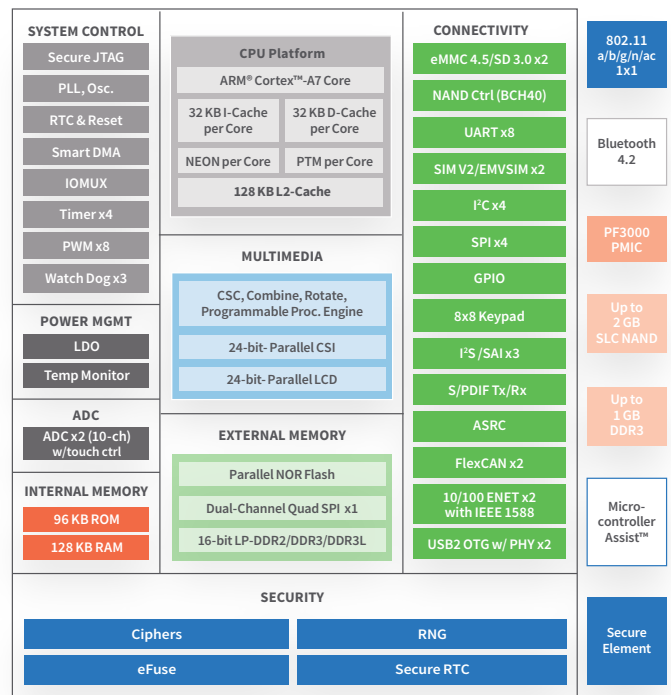 SYSTEM CONTROL
Secure JTAG
PLL, Osc.
RTC & Reset
Smart DMA
IOMUX
Timer x4
PWM x8
Watch Dog x3
POWER MGMT
LDO
Temp Monitor
ADC
ADC x2 (10-ch)
w/touch ctrl
INTERNAL MEMORY
96 KB ROM
128 KB RAM
CPU Platform
ARM® Cortex™-A7 Core
32 KB I-Cache
per Core
32 KB D-Cache
per Core
NEON per Core
PTM per Core
128 KB L2-Cache
MULTIMEDIA
CSC, Combine, Rotate,
Programmable Proc. Engine
24-bit- Parallel CSI
24-bit- Parallel LCD
EXTERNAL MEMORY
Parallel NOR Flash
Dual-Channel Quad SPI x1
16-bit LP-DDR2/DDR3/DDR3L
CONNECTIVITY
eMMC 4.5/SD 3.0 x2
NAND Ctrl (BCH40)
UART x8
SIM V2/EMVSIM x2
I²C x4
SPI x4
GPIO
8x8 Keypad
I²S /SAI x3
S/PDIF Tx/Rx
ASRC
FlexCAN x2
10/100 ENET x2
with IEEE 1588
USB2 OTG w/ PHY x2
SECURITY
Ciphers
RNG
eFuse
Secure RTC
802.11
a/b/g/n/ac
1x1
Bluetooth
4.2
PF3000
PMIC
Up to
2 GB
SLC NAND
Up to
1 GB
DDR3
Micro-
controller
Assist™
Secure
Element